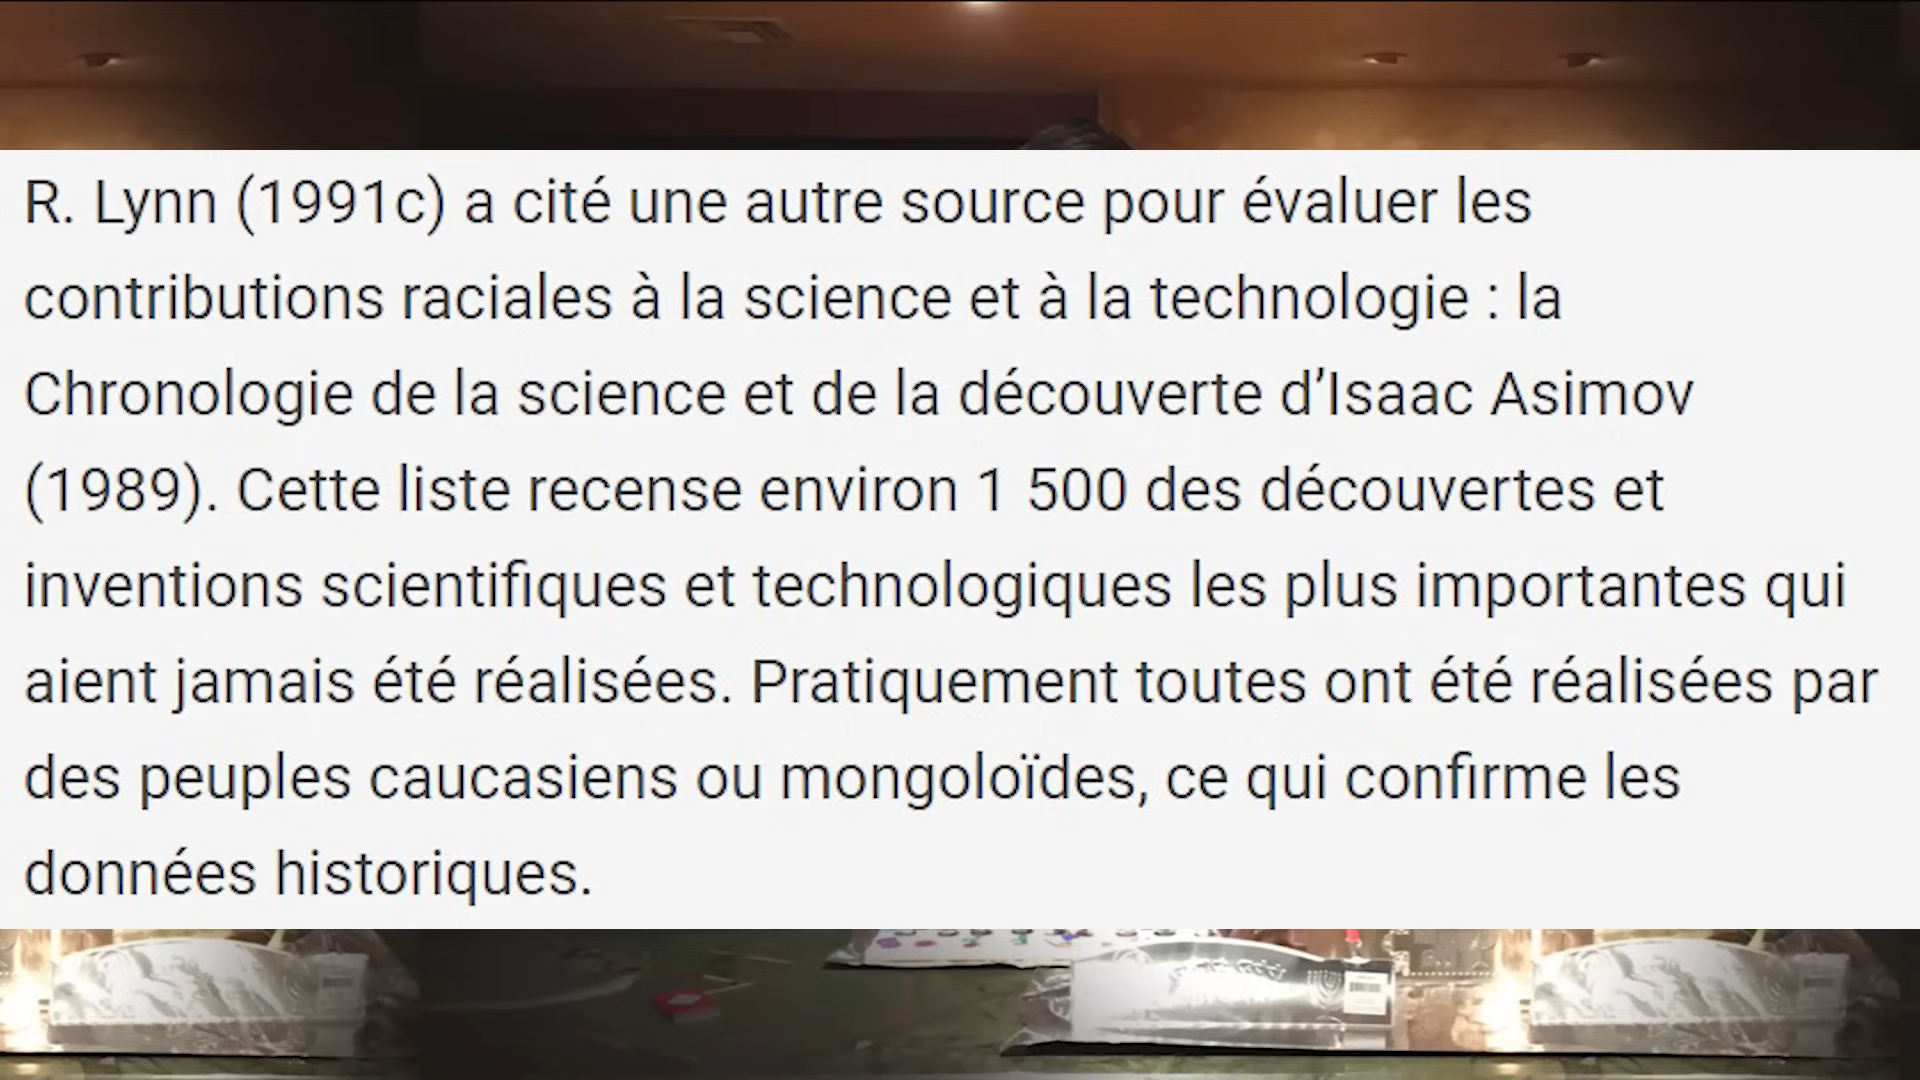 R. Lynn (1991c) a cité une autre source pour évaluer les
contributions raciales à la science et à la technologie : la
Chronologie de la science et de la découverte d’Isaac Asimov
(1989). Cette liste recense environ 1 500 des découvertes et
inventions scientifiques et technologiques les plus importantes qui
aient jamais été réalisées. Pratiquement toutes ont été réalisées par
des peuples caucasiens ou mongoloïdes, ce qui confirme les
données historiques.